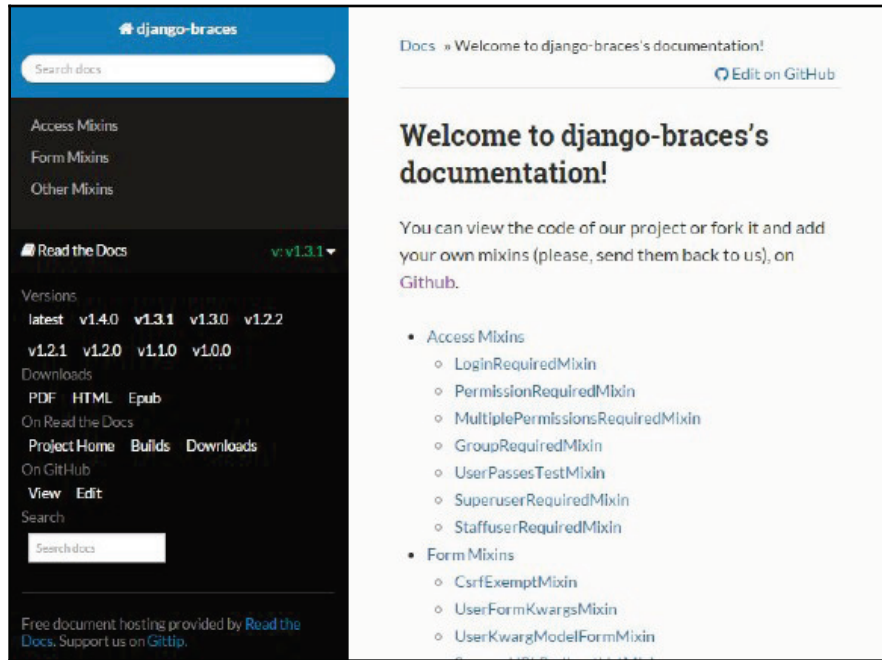 django-braces
Search docs
Access Mixins
Form Mixins
Other Mixins
Read the Docs
v: v1.3.1
Versions
latest v1.4.0 v1.3.1 v1.3.0 v1.2.2
v1.2.1 v1.2.0 v1.1.0 v1.0.0
Downloads
PDF HTML Epub
On Read the Docs
Project Home Builds Downloads
On GitHub
View Edit
Search
Search docs
Free document hosting provided by Read the
Docs. Support us on Gittip.
Docs » Welcome to django-braces's documentation!
Edit on GitHub
Welcome to django-braces's
documentation!
You can view the code of our project or fork it and add
your own mixins (please, send them back to us), on
Github.
• Access Mixins
◦ LoginRequiredMixin
◦ PermissionRequiredMixin
◦ MultiplePermissionsRequiredMixin
◦ GroupRequiredMixin
◦ UserPassesTestMixin
◦ SuperuserRequiredMixin
◦ StaffuserRequiredMixin
• Form Mixins
◦ CsrfExemptMixin
◦ UserFormKwargsMixin
◦ UserKwargModelFormMixin